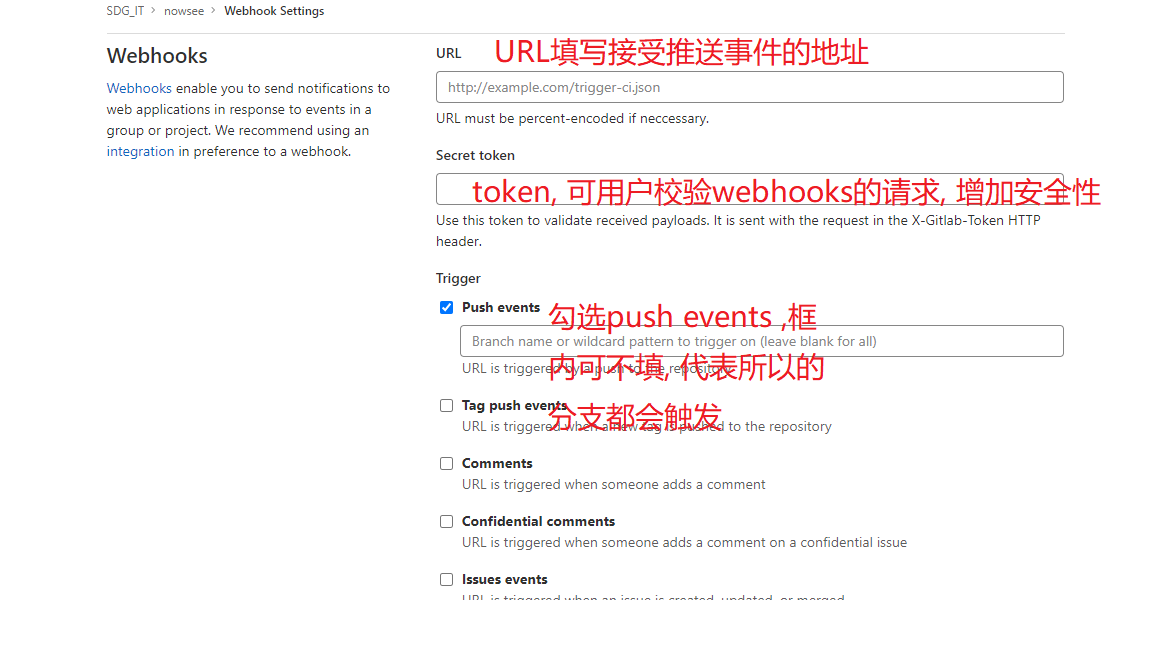 SDG_IT > nowsee > Webhook Settings
Webhooks
Webhooks enable you to send notifications to
web applications in response to events in a
group or project. We recommend using an
integration in preference to a webhook.
URL
URL填写接受推送事件的地址
http://example.com/trigger-ci.json
URL must be percent-encoded if neccessary.
Secret token
token, 可用户校验webhooks的请求, 增加安全性
Use this token to validate received payloads. It is sent with the request in the X-Gitlab-Token HTTP
header.
Trigger
Push events
勾选push events ,框
Branch name or wildcard pattern to trigger on (leave blank for all)
内可不填, 代表所以的
URL is triggered by a push to the repository
Tag push events
分支都会触发
URL is triggered when a new tag is pushed to the repository
Comments
URL is triggered when someone adds a comment
Confidential comments
URL is triggered when someone adds a comment on a confidential issue
Issues events
URL is triggered when an issue is created, updated, or merged